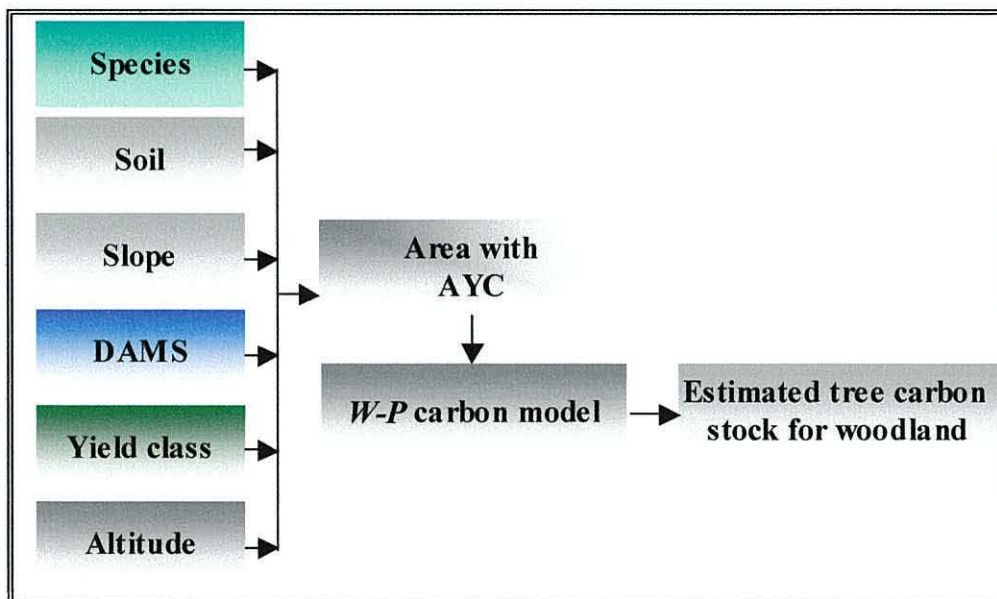 Species
Soil
Slope
DAMS
Yield class
Altitude
Area with
AYC
W-P carbon model
Estimated tree carbon
stock for woodland